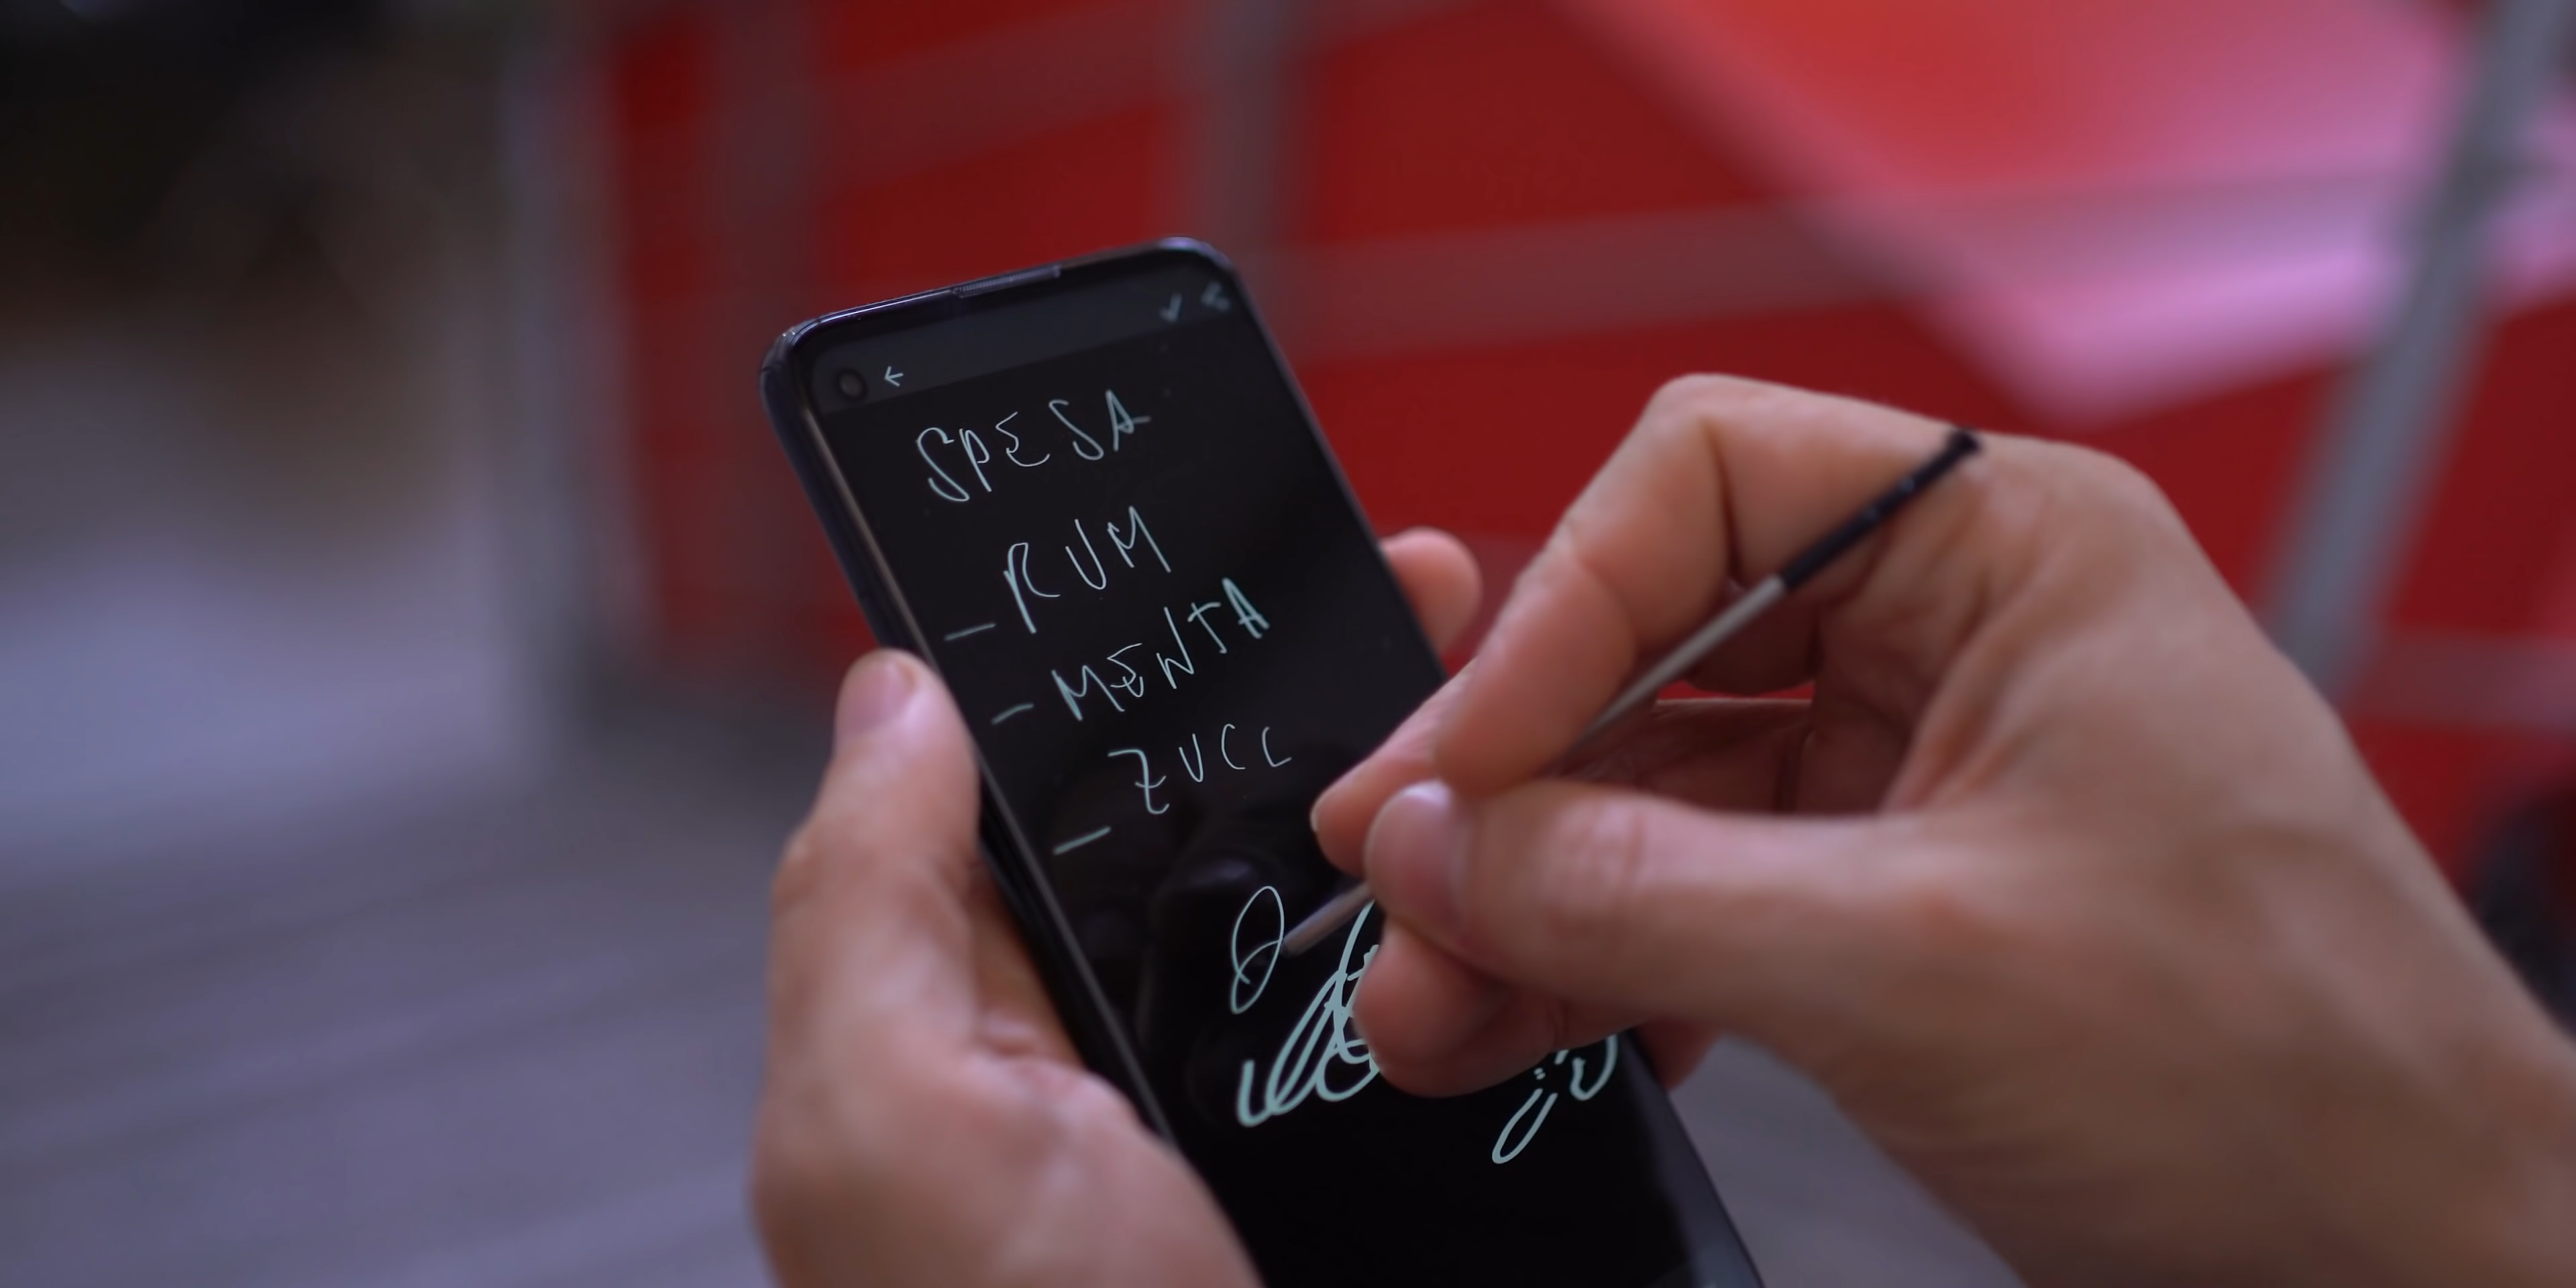 SPESA
_ RUM
- MENTA
_ ZUCC